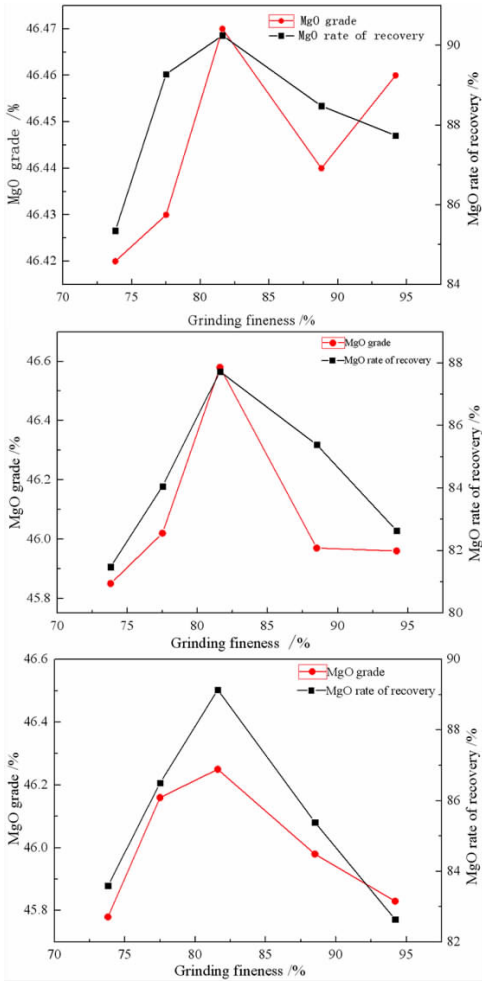 46.47
46.46
46.45
46.44
46.43
46.42
MgO grade /%
MgO grade
MgO rate of recovery
90
88
86
84
MgO rate of recovery /%
70 75 80 85 90 95
Grinding fineness /%
46.6
46.4
46.2
46.0
45.8
MgO grade /%
MgO grade
MgO rate of recovery
88
86
84
82
80
MgO rate of recovery /%
70 75 80 85 90 95
Grinding fineness /%
46.6
46.4
46.2
46.0
45.8
MgO grade /%
MgO grade
MgO rate of recovery
90
88
86
84
82
MgO rate of recovery /%
70 75 80 85 90 95
Grinding fineness /%